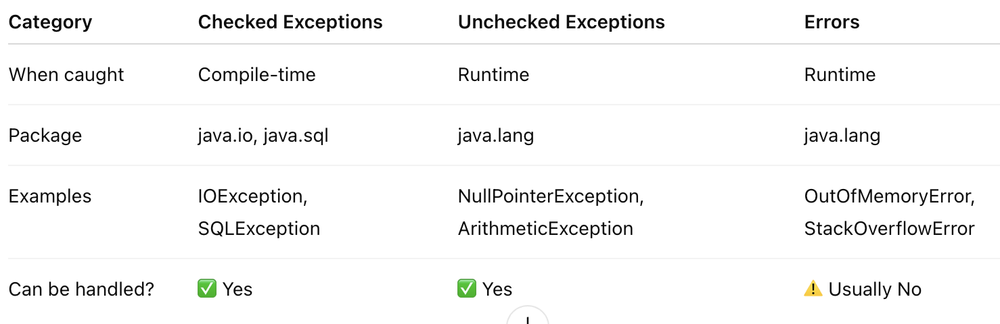 Category Checked Exceptions Unchecked Exceptions Errors
When caught Compile-time Runtime Runtime
Package java.io, java.sql java.lang java.lang
Examples IOException, NullPointerException, OutOfMemoryError,
SQLException ArithmeticException StackOverflowError
Can be handled? ✅ Yes ✅ Yes ⚠️ Usually No